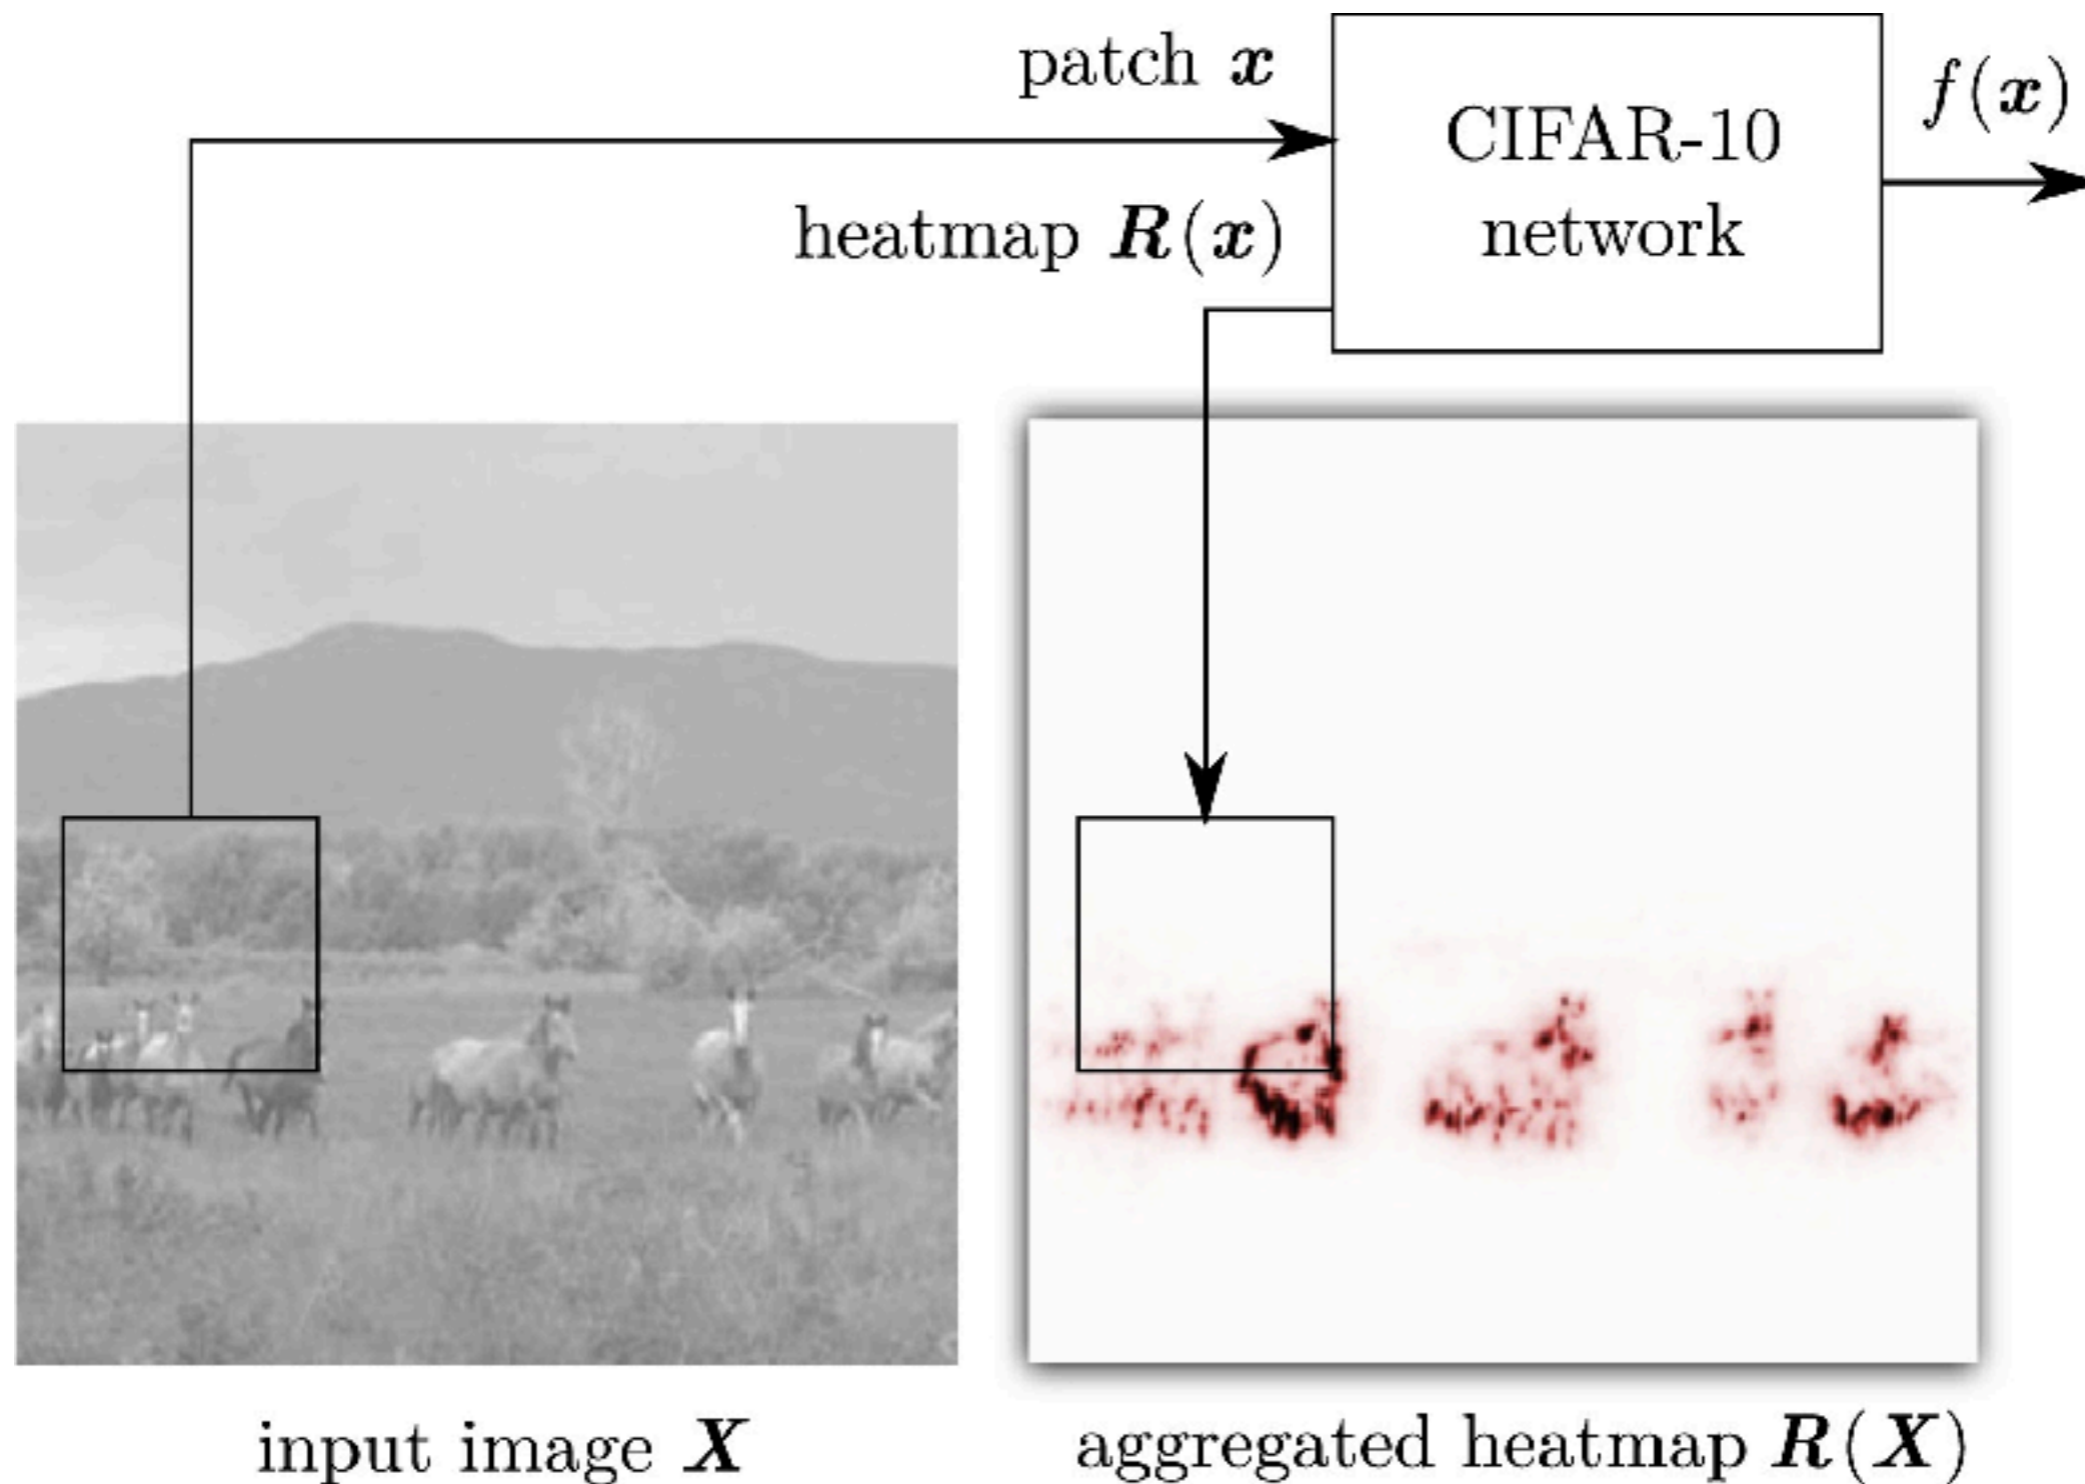 patch x
CIFAR-10
network
f(x)
heatmap R(x)
input image X
aggregated heatmap R(X)